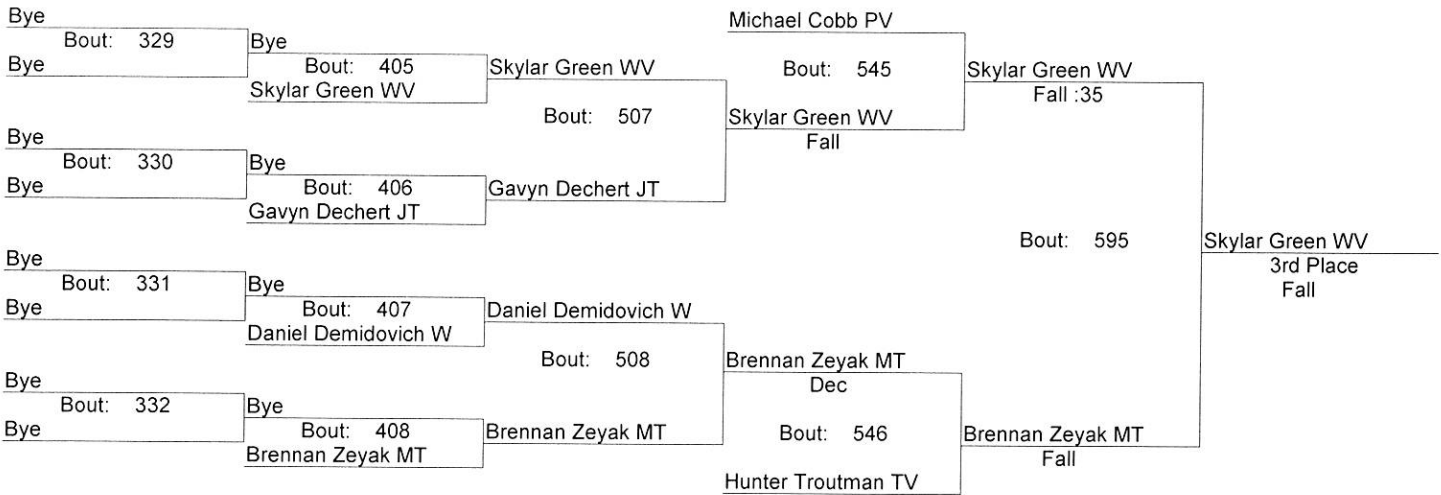 Bye
Bout: 329
Bye
Bye
Bout: 405
Skylar Green WV
Skylar Green WV
Bout: 507
Bye
Bout: 330
Bye
Bye
Bout: 406
Gavyn Dechert JT
Gavyn Dechert JT
Michael Cobb PV
Bout: 545
Skylar Green WV
Fall
Skylar Green WV
Fall :35
Bye
Bout: 331
Bye
Bye
Bout: 407
Daniel Demidovich W
Daniel Demidovich W
Bout: 508
Bye
Bout: 332
Bye
Bye
Bout: 408
Brennan Zeyak MT
Brennan Zeyak MT
Brennan Zeyak MT
Dec
Bout: 546
Hunter Troutman TV
Brennan Zeyak MT
Fall
Bout: 595
Skylar Green WV
3rd Place
Fall